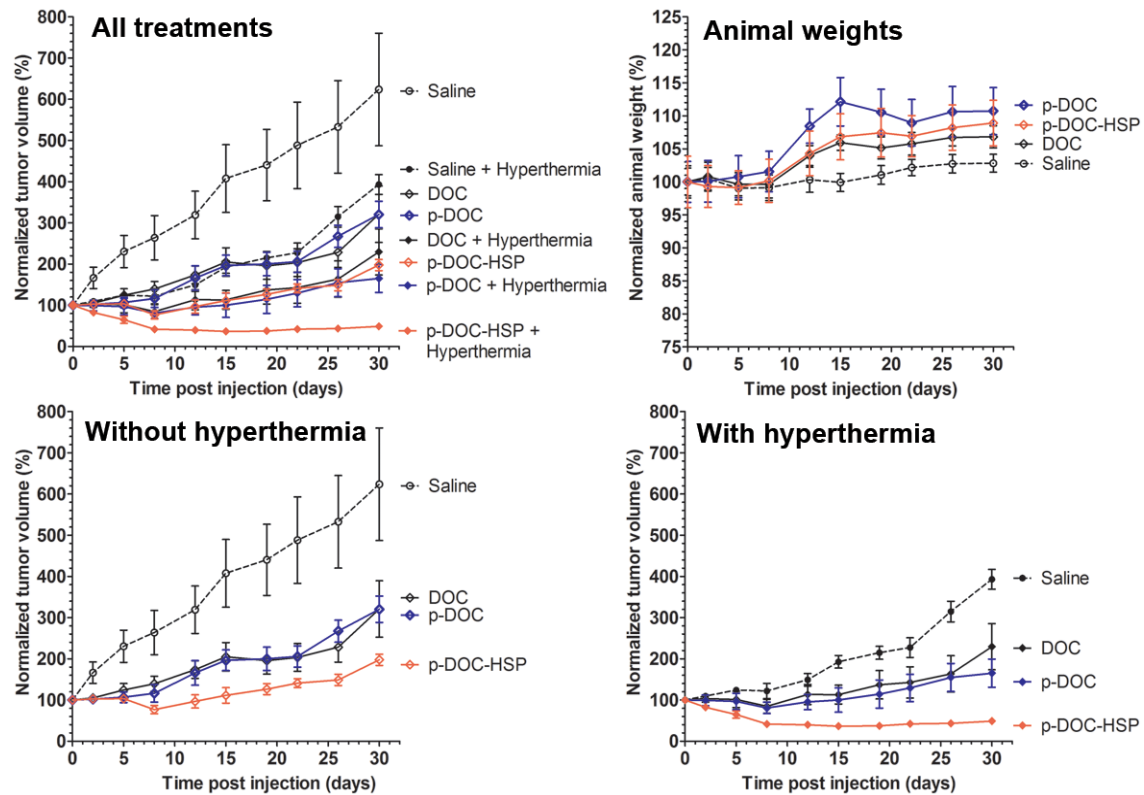 All treatments
Normalized tumor volume (%)
800
700
600
500
400
300
200
100
0
0 5 10 15 20 25 30
Time post injection (days)
Saline
Saline + Hyperthermia
DOC
p-DOC
DOC + Hyperthermia
p-DOC-HSP
p-DOC + Hyperthermia
p-DOC-HSP +
Hyperthermia
Animal weights
Normalized animal weight (%)
125
120
115
110
105
100
95
90
85
80
75
0 5 10 15 20 25 30
Time post injection (days)
p-DOC
p-DOC-HSP
DOC
Saline
Without hyperthermia
Normalized tumor volume (%)
800
700
600
500
400
300
200
100
0
0 5 10 15 20 25 30
Time post injection (days)
Saline
DOC
p-DOC
p-DOC-HSP
With hyperthermia
Normalized tumor volume (%)
800
700
600
500
400
300
200
100
0
0 5 10 15 20 25 30
Time post injection (days)
Saline
DOC
p-DOC
p-DOC-HSP